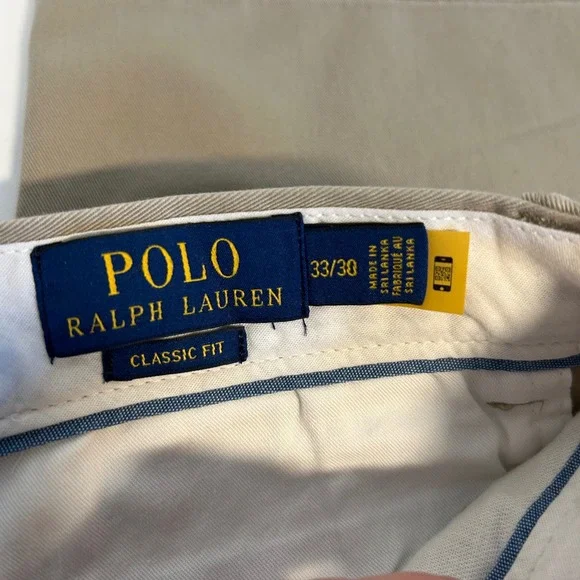 POLO
RALPH LAUREN
CLASSIC FIT
33/30
MADE IN
SRI LANKA
FABRIQUÉ AU
SRI LANKA